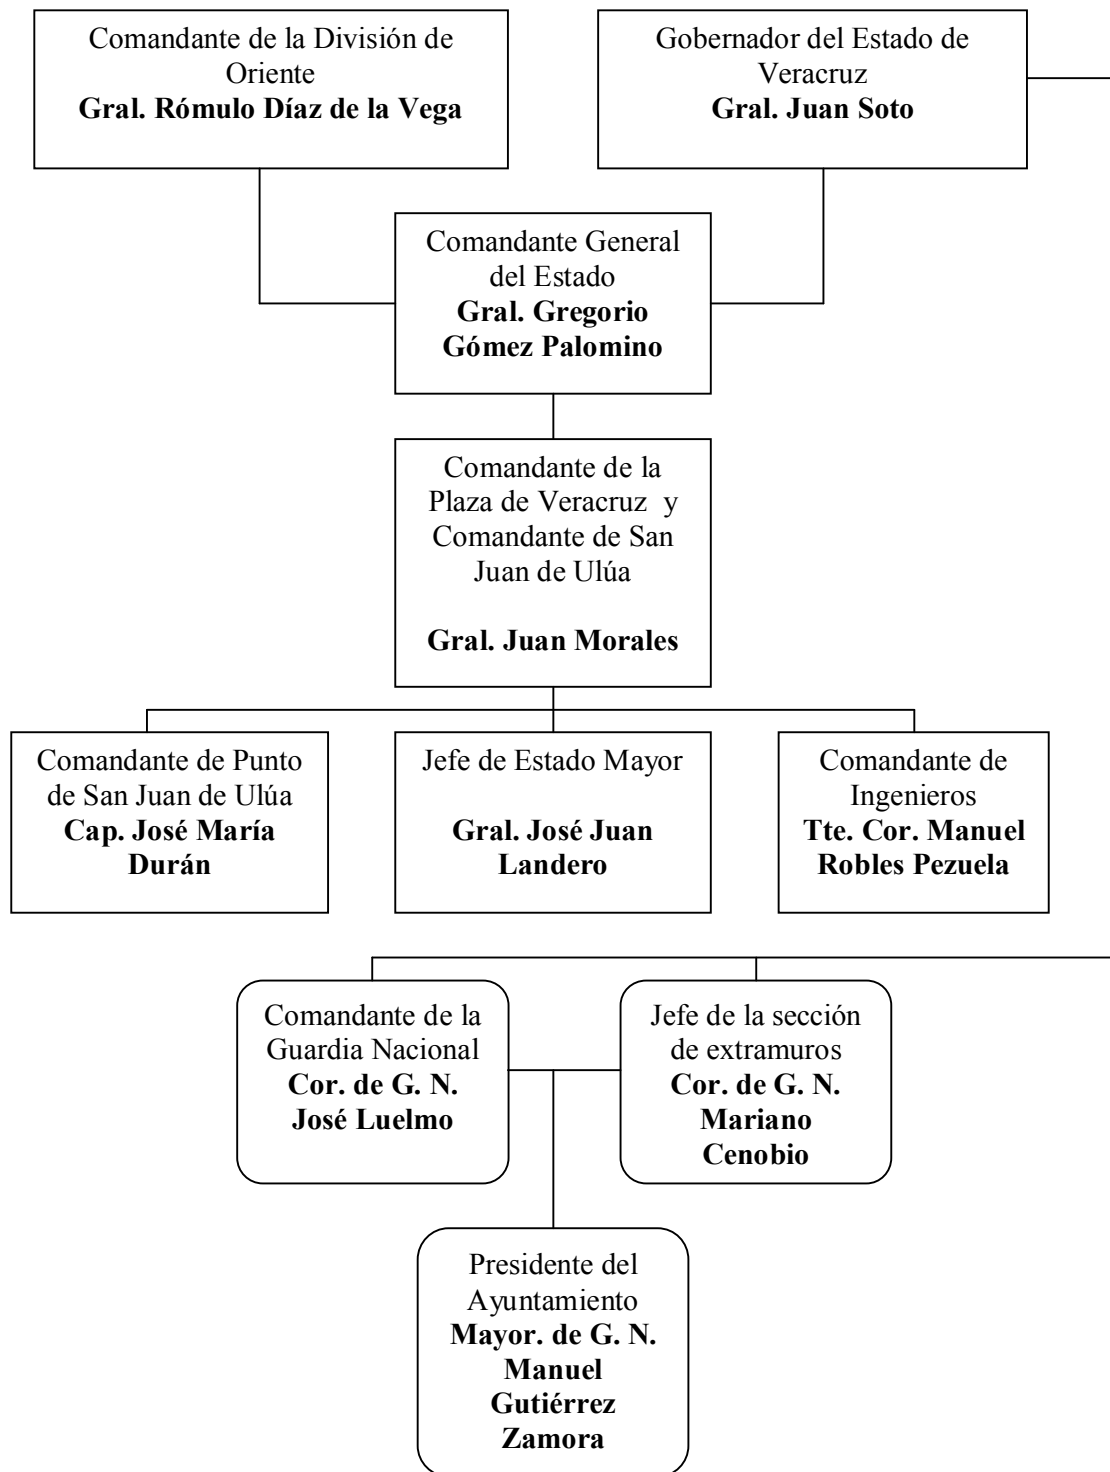 Comandante de la División de
Oriente
Gral. Rómulo Díaz de la Vega
Gobernador del Estado de
Veracruz
Gral. Juan Soto
Comandante General
del Estado
Gral. Gregorio
Gómez Palomino
Comandante de la
Plaza de Veracruz y
Comandante de San
Juan de Ulúa
Gral. Juan Morales
Comandante de Punto
de San Juan de Ulúa
Cap. José María
Durán
Jefe de Estado Mayor
Gral. José Juan
Landero
Comandante de
Ingenieros
Tte. Cor. Manuel
Robles Pezuela
Comandante de la
Guardia Nacional
Cor. de G. N.
José Luelmo
Jefe de la sección
de extramuros
Cor. de G. N.
Mariano
Cenobio
Presidente del
Ayuntamiento
Mayor. de G. N.
Manuel
Gutiérrez
Zamora